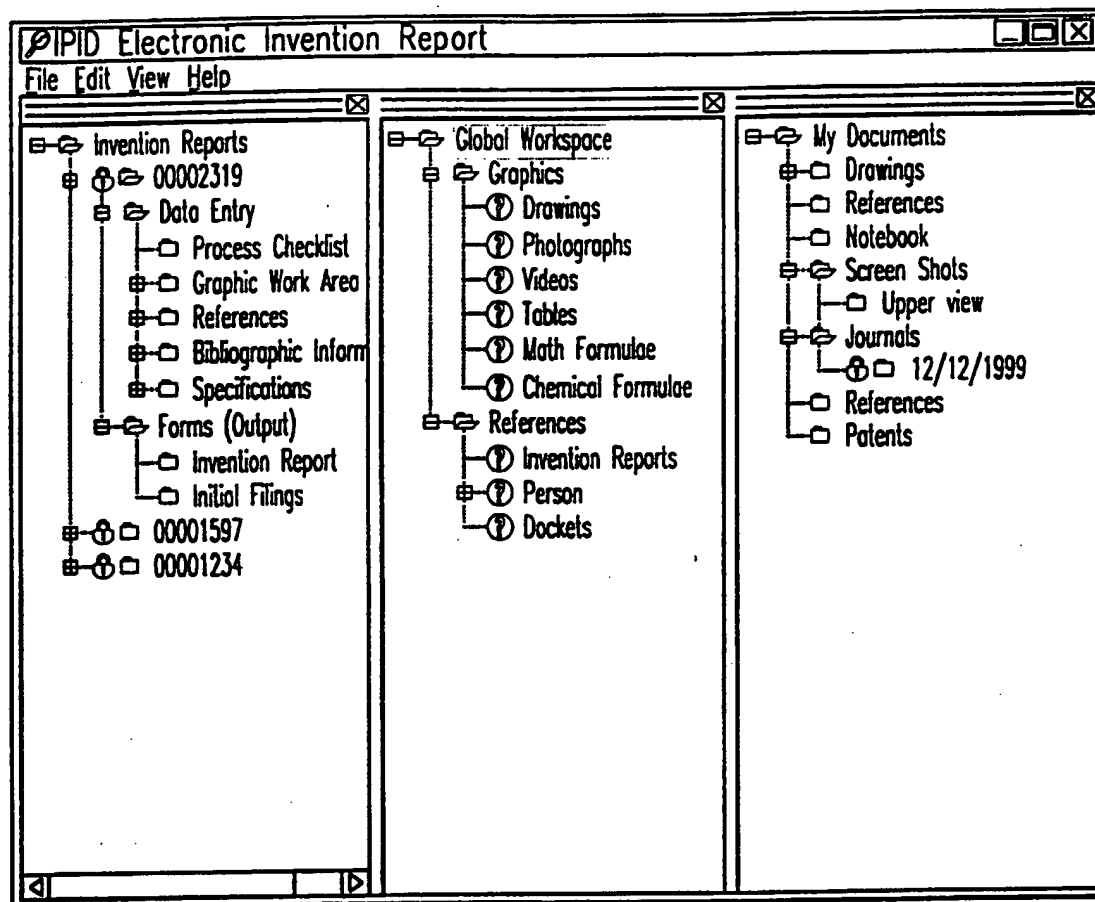 IPID Electronic Invention Report
File Edit View Help
Invention Reports
00002319
Data Entry
Process Checklist
Graphic Work Area
References
Bibliographic Inform
Specifications
Forms (Output)
Invention Report
Initial Filings
00001597
00001234
Global Workspace
Graphics
Drawings
Photographs
Videos
Tables
Math Formulae
Chemical Formulae
References
Invention Reports
Person
Dockets
My Documents
Drawings
References
Notebook
Screen Shots
Upper view
Journals
12/12/1999
References
Patents